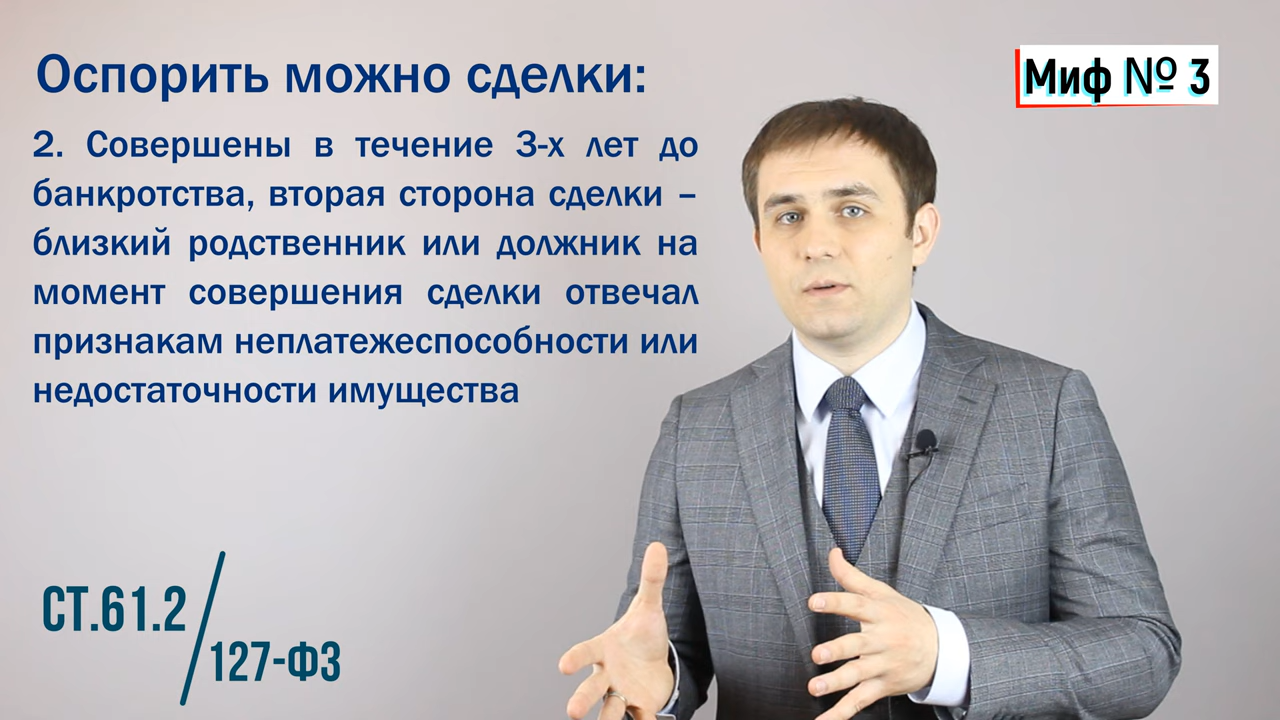 Оспорить можно сделки:
Миф № 3
2. Совершены в течение 3-х лет до
банкротства, вторая сторона сделки –
близкий родственник или должник на
момент совершения сделки отвечал
признакам неплатежеспособности или
недостаточности имущества
СТ.61.2
127-ФЗ